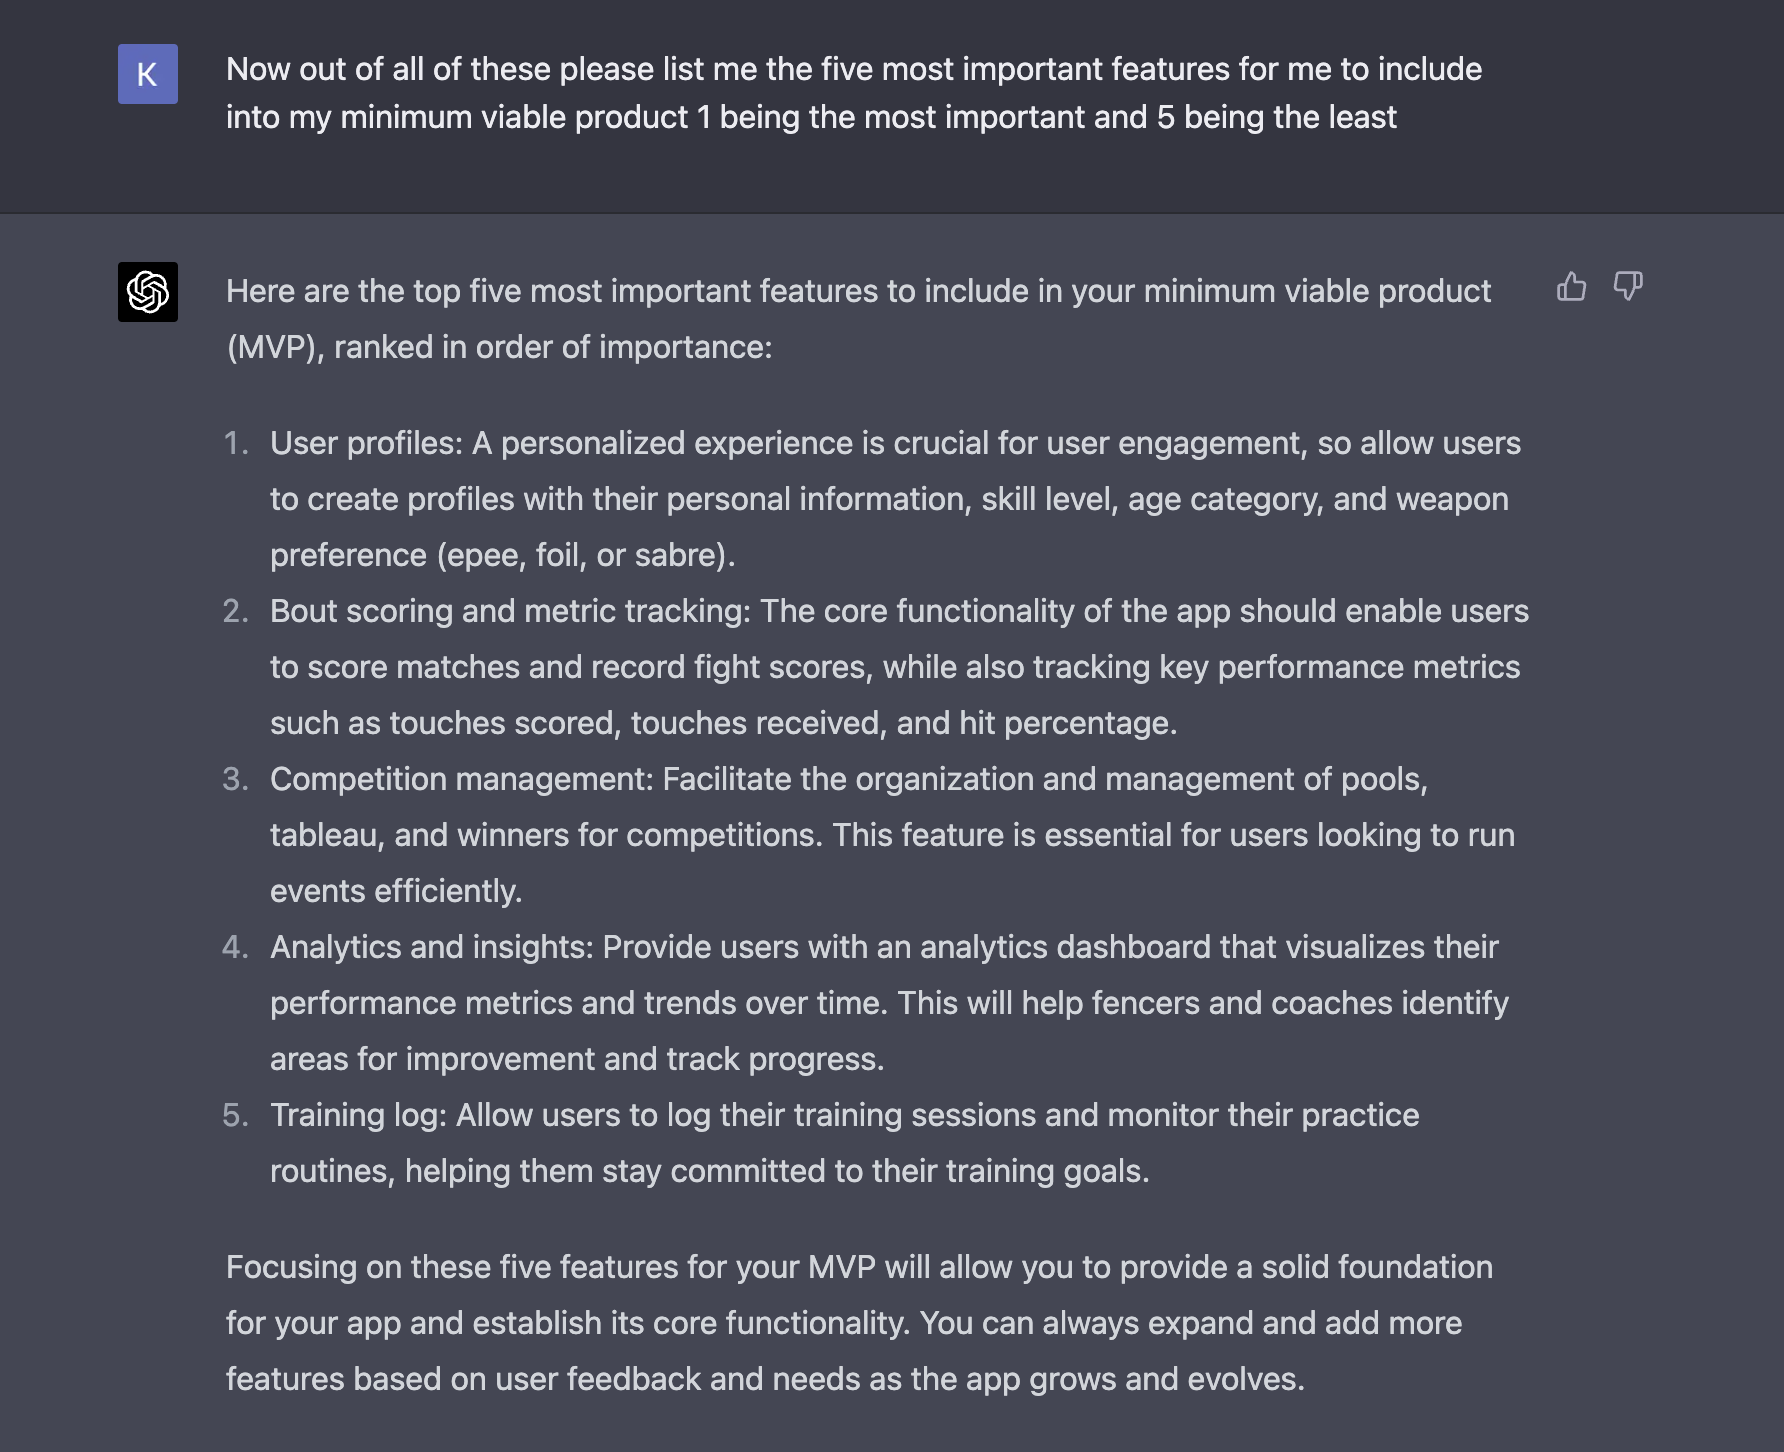 K
Now out of all of these please list me the five most important features for me to include
into my minimum viable product 1 being the most important and 5 being the least
Here are the top five most important features to include in your minimum viable product
(MVP), ranked in order of importance:
1. User profiles: A personalized experience is crucial for user engagement, so allow users
to create profiles with their personal information, skill level, age category, and weapon
preference (epee, foil, or sabre).
2. Bout scoring and metric tracking: The core functionality of the app should enable users
to score matches and record fight scores, while also tracking key performance metrics
such as touches scored, touches received, and hit percentage.
3. Competition management: Facilitate the organization and management of pools,
tableau, and winners for competitions. This feature is essential for users looking to run
events efficiently.
4. Analytics and insights: Provide users with an analytics dashboard that visualizes their
performance metrics and trends over time. This will help fencers and coaches identify
areas for improvement and track progress.
5. Training log: Allow users to log their training sessions and monitor their practice
routines, helping them stay committed to their training goals.
Focusing on these five features for your MVP will allow you to provide a solid foundation
for your app and establish its core functionality. You can always expand and add more
features based on user feedback and needs as the app grows and evolves.